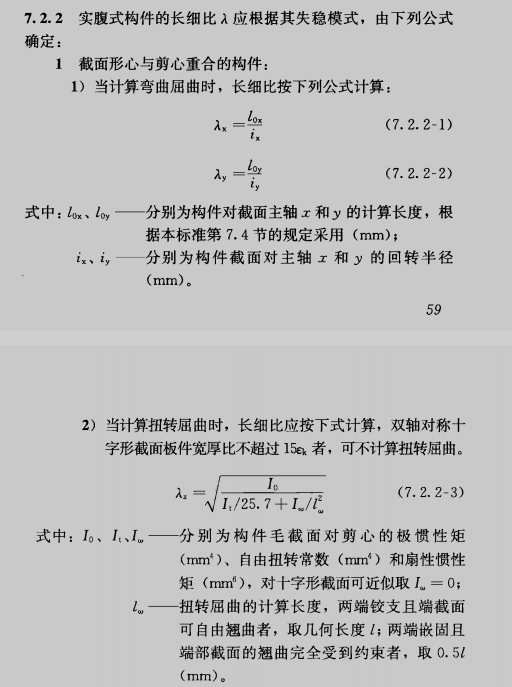 7.2.2 实腹式构件的长细比 λ 应根据其失稳模式，由下列公式
确定：
1 截面形心与剪心重合的构件：
1）当计算弯曲屈曲时，长细比按下列公式计算：
λx = l0x/ix （7.2.2-1）
λy = l0y/iy （7.2.2-2）
式中：l0x、l0y ——分别为构件对截面主轴 x 和 y 的计算长度，根
据本标准第 7.4 节的规定采用（mm）；
ix、iy ——分别为构件截面对主轴 x 和 y 的回转半径
（mm）。
59
2）当计算扭转屈曲时，长细比应按下式计算，双轴对称十
字形截面板件宽厚比不超过 15εk 者，可不计算扭转屈曲。
λz = √(I0/(It/25.7+Iω/lω²)) （7.2.2-3）
式中：I0、It、Iω ——分别为构件毛截面对剪心的极惯性矩
（mm⁴）、自由扭转常数（mm⁴）和扇性惯性
矩（mm⁶），对十字形截面可近似取 Iω = 0；
lω ——扭转屈曲的计算长度，两端铰支且端截面
可自由翘曲者，取几何长度 l；两端嵌固且
端部截面的翘曲完全受到约束者，取 0.5l
（mm）。